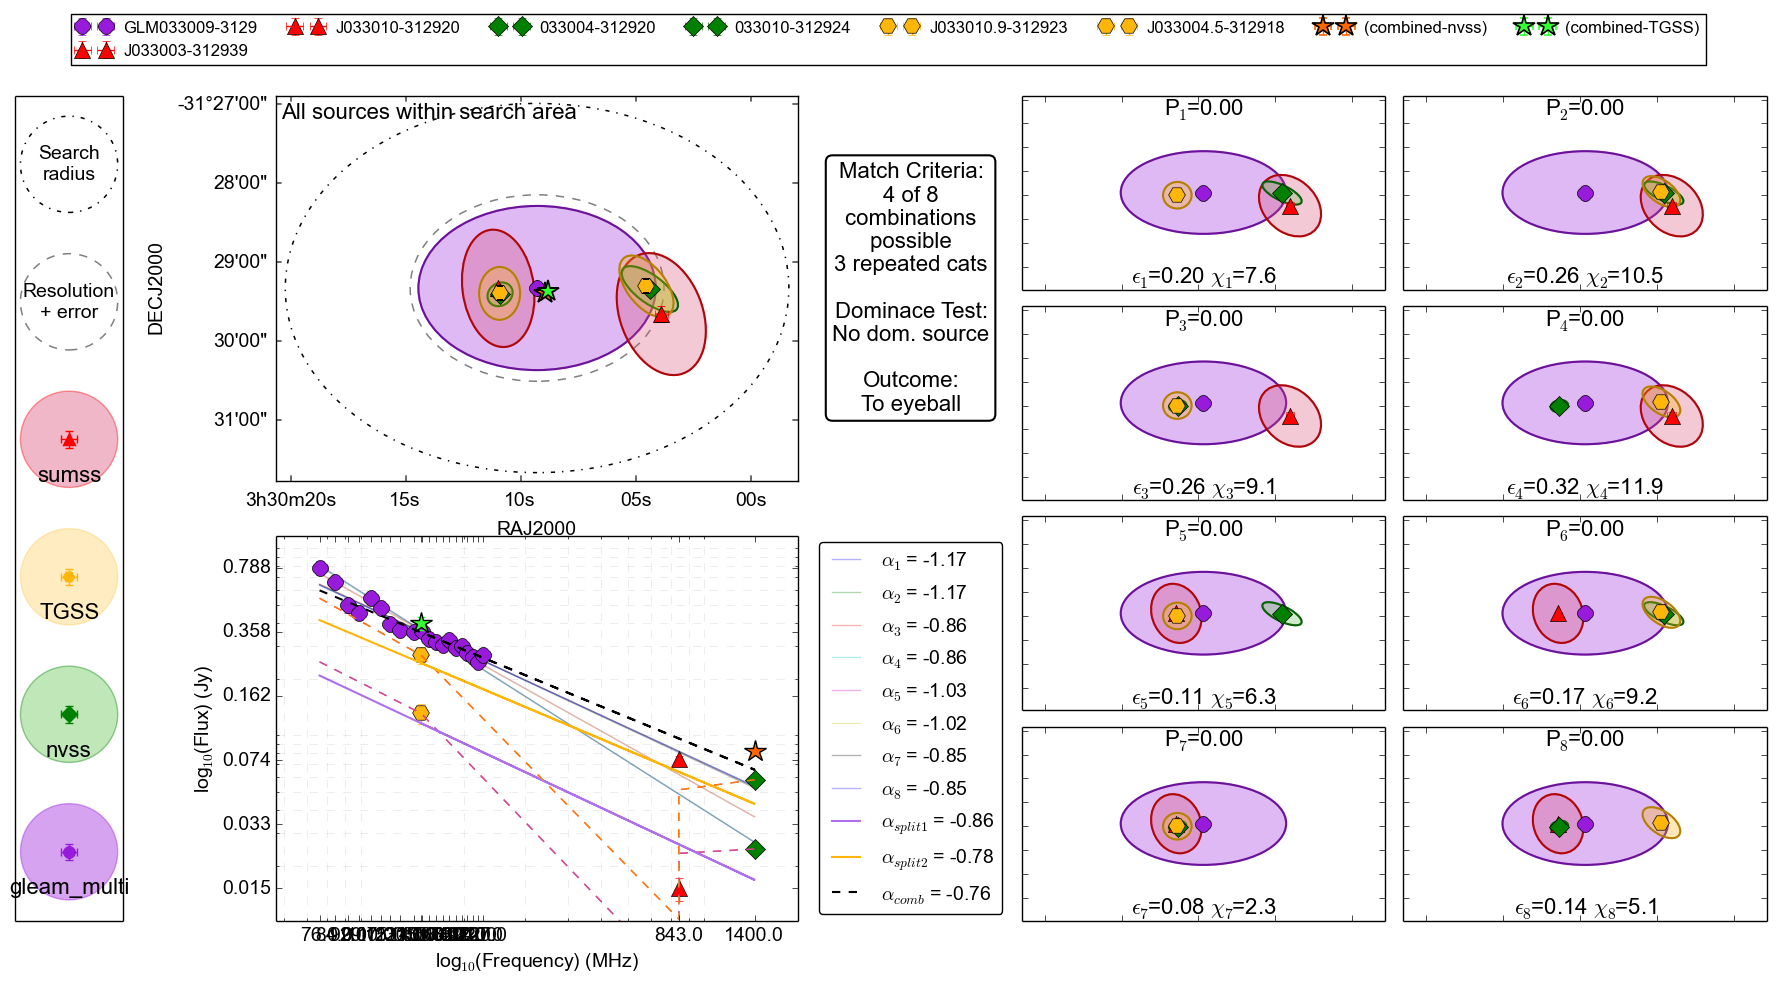 GLM033009-3129 J033010-312920 033004-312920 033010-312924 J033010.9-312923 J033004.5-312918 (combined-nvss) (combined-TGSS)
J033003-312939
Search
radius
Resolution
+ error
sumss
TGSS
nvss
gleam_multi
All sources within search area
DECJ2000
-31°27'00"
28'00"
29'00"
30'00"
31'00"
3h30m20s 15s 10s 05s 00s
RAJ2000
Match Criteria:
4 of 8
combinations
possible
3 repeated cats
Dominace Test:
No dom. source
Outcome:
To eyeball
log10(Flux) (Jy)
0.788
0.358
0.162
0.074
0.033
0.015
843.0 1400.0
log10(Frequency) (MHz)
α1 = -1.17
α2 = -1.17
α3 = -0.86
α4 = -0.86
α5 = -1.03
α6 = -1.02
α7 = -0.85
α8 = -0.85
αsplit1 = -0.86
αsplit2 = -0.78
αcomb = -0.76
P1=0.00
ϵ1=0.20 χ1=7.6
P2=0.00
ϵ2=0.26 χ2=10.5
P3=0.00
ϵ3=0.26 χ3=9.1
P4=0.00
ϵ4=0.32 χ4=11.9
P5=0.00
ϵ5=0.11 χ5=6.3
P6=0.00
ϵ6=0.17 χ6=9.2
P7=0.00
ϵ7=0.08 χ7=2.3
P8=0.00
ϵ8=0.14 χ8=5.1